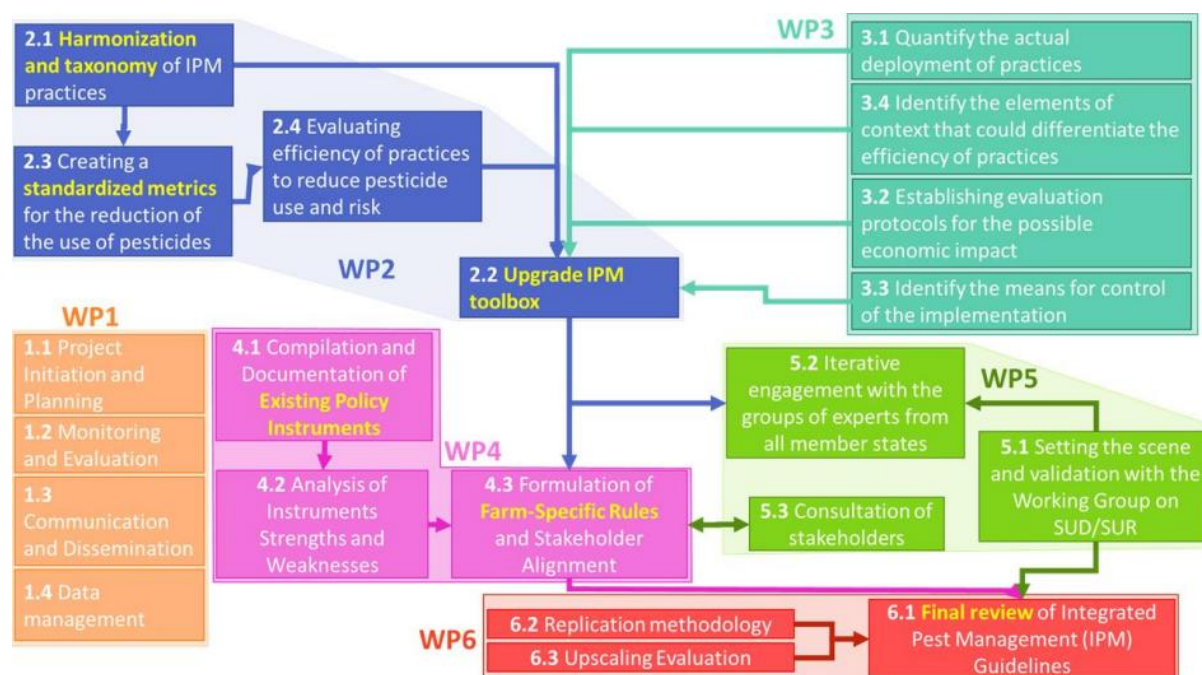 2.1 Harmonization
and taxonomy of IPM
practices
2.3 Creating a
standardized metrics
for the reduction of
the use of pesticides
2.4 Evaluating
efficiency of practices
to reduce pesticide
use and risk
WP2
2.2 Upgrade IPM
toolbox
WP3
3.1 Quantify the actual
deployment of practices
3.4 Identify the elements of
context that could differentiate the
efficiency of practices
3.2 Establishing evaluation
protocols for the possible
economic impact
3.3 Identify the means for control
of the implementation
WP1
1.1 Project
Initiation and
Planning
1.2 Monitoring
and Evaluation
1.3
Communication
and Dissemination
1.4 Data
management
4.1 Compilation and
Documentation of
Existing Policy
Instruments
WP4
4.2 Analysis of
Instruments
Strengths and
Weaknesses
4.3 Formulation of
Farm-Specific Rules
and Stakeholder
Alignment
5.2 Iterative
engagement with the
groups of experts from
all member states
WP5
5.1 Setting the scene
and validation with the
Working Group on
SUD/SUR
5.3 Consultation of
stakeholders
WP6
6.2 Replication methodology
6.3 Upscaling Evaluation
6.1 Final review of Integrated
Pest Management (IPM)
Guidelines